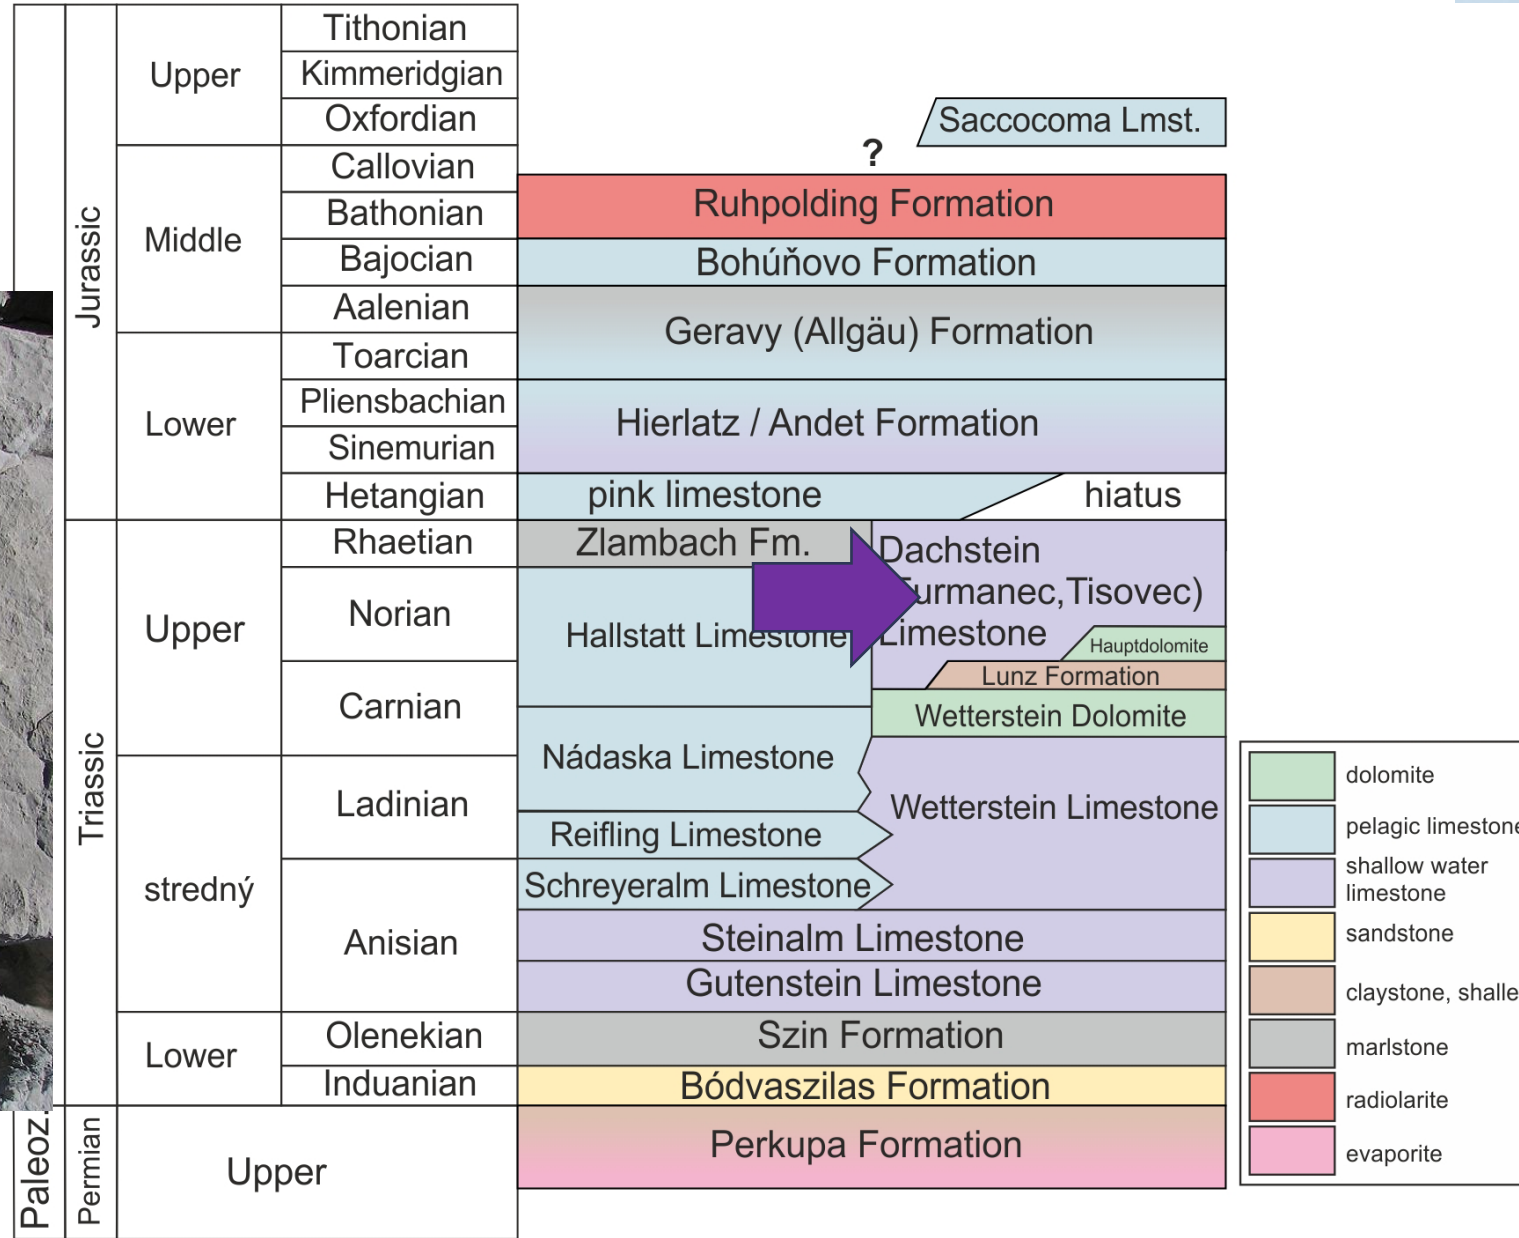 Tithonian
Upper
Kimmeridgian
Oxfordian
Saccocoma Lmst.
?
Callovian
Ruhpolding Formation
Bathonian
Jurassic
Middle
Bajocian
Bohúňovo Formation
Aalenian
Geravy (Allgäu) Formation
Toarcian
Lower
Pliensbachian
Hierlatz / Andet Formation
Sinemurian
Hetangian
pink limestone
hiatus
Rhaetian
Zlambach Fm.
Dachstein
urmanec,Tisovec)
Limestone
Upper
Norian
Hallstatt Limestone
Hauptdolomite
Lunz Formation
Carnian
Wetterstein Dolomite
Triassic
Nádaska Limestone
Ladinian
Wetterstein Limestone
Reifling Limestone
stredný
Schreyeralm Limestone
Anisian
Steinalm Limestone
Gutenstein Limestone
Lower
Olenekian
Szin Formation
Induanian
Bódvaszilas Formation
Paleoz.
Permian
Upper
Perkupa Formation
dolomite
pelagic limestone
shallow water
limestone
sandstone
claystone, shalle
marlstone
radiolarite
evaporite